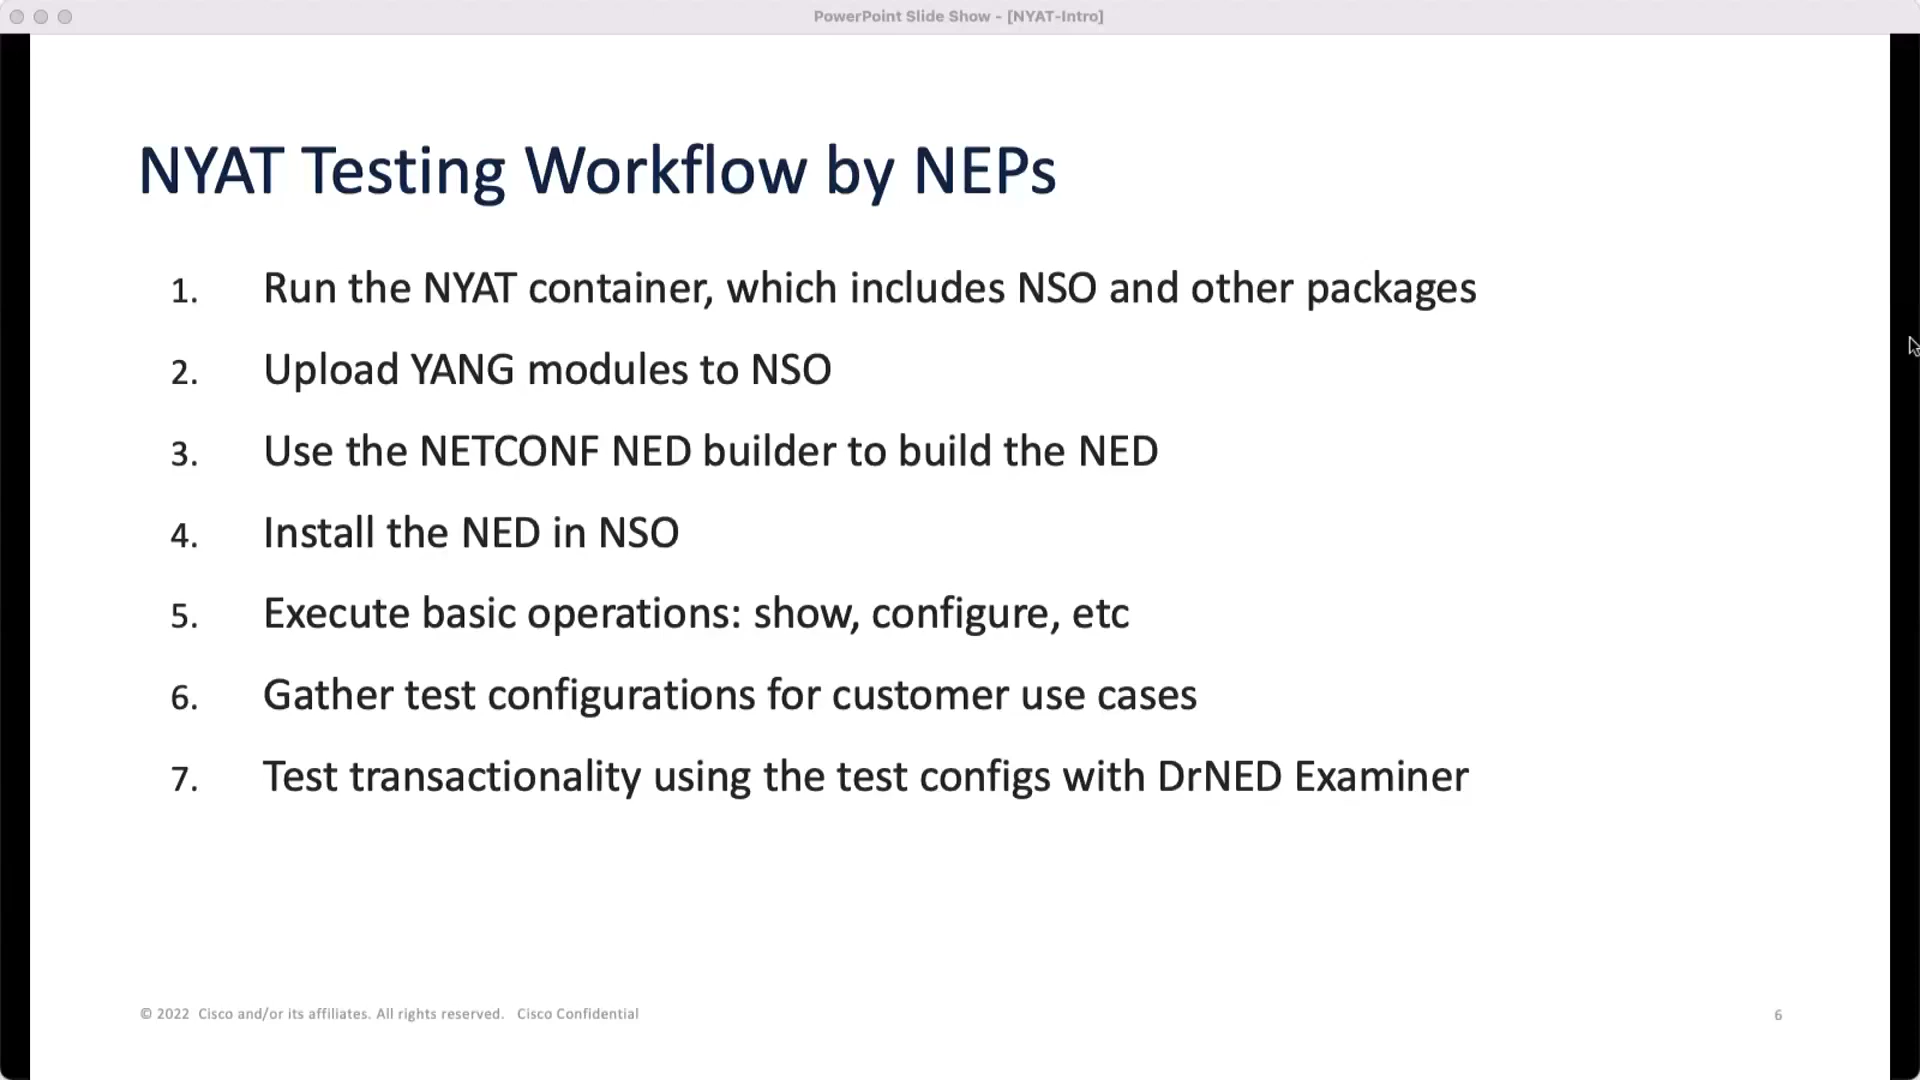 PowerPoint Slide Show - [NYAT-Intro]
NYAT Testing Workflow by NEPs
1. Run the NYAT container, which includes NSO and other packages
2. Upload YANG modules to NSO
3. Use the NETCONF NED builder to build the NED
4. Install the NED in NSO
5. Execute basic operations: show, configure, etc
6. Gather test configurations for customer use cases
7. Test transactionality using the test configs with DrNED Examiner
© 2022 Cisco and/or its affiliates. All rights reserved. Cisco Confidential
6